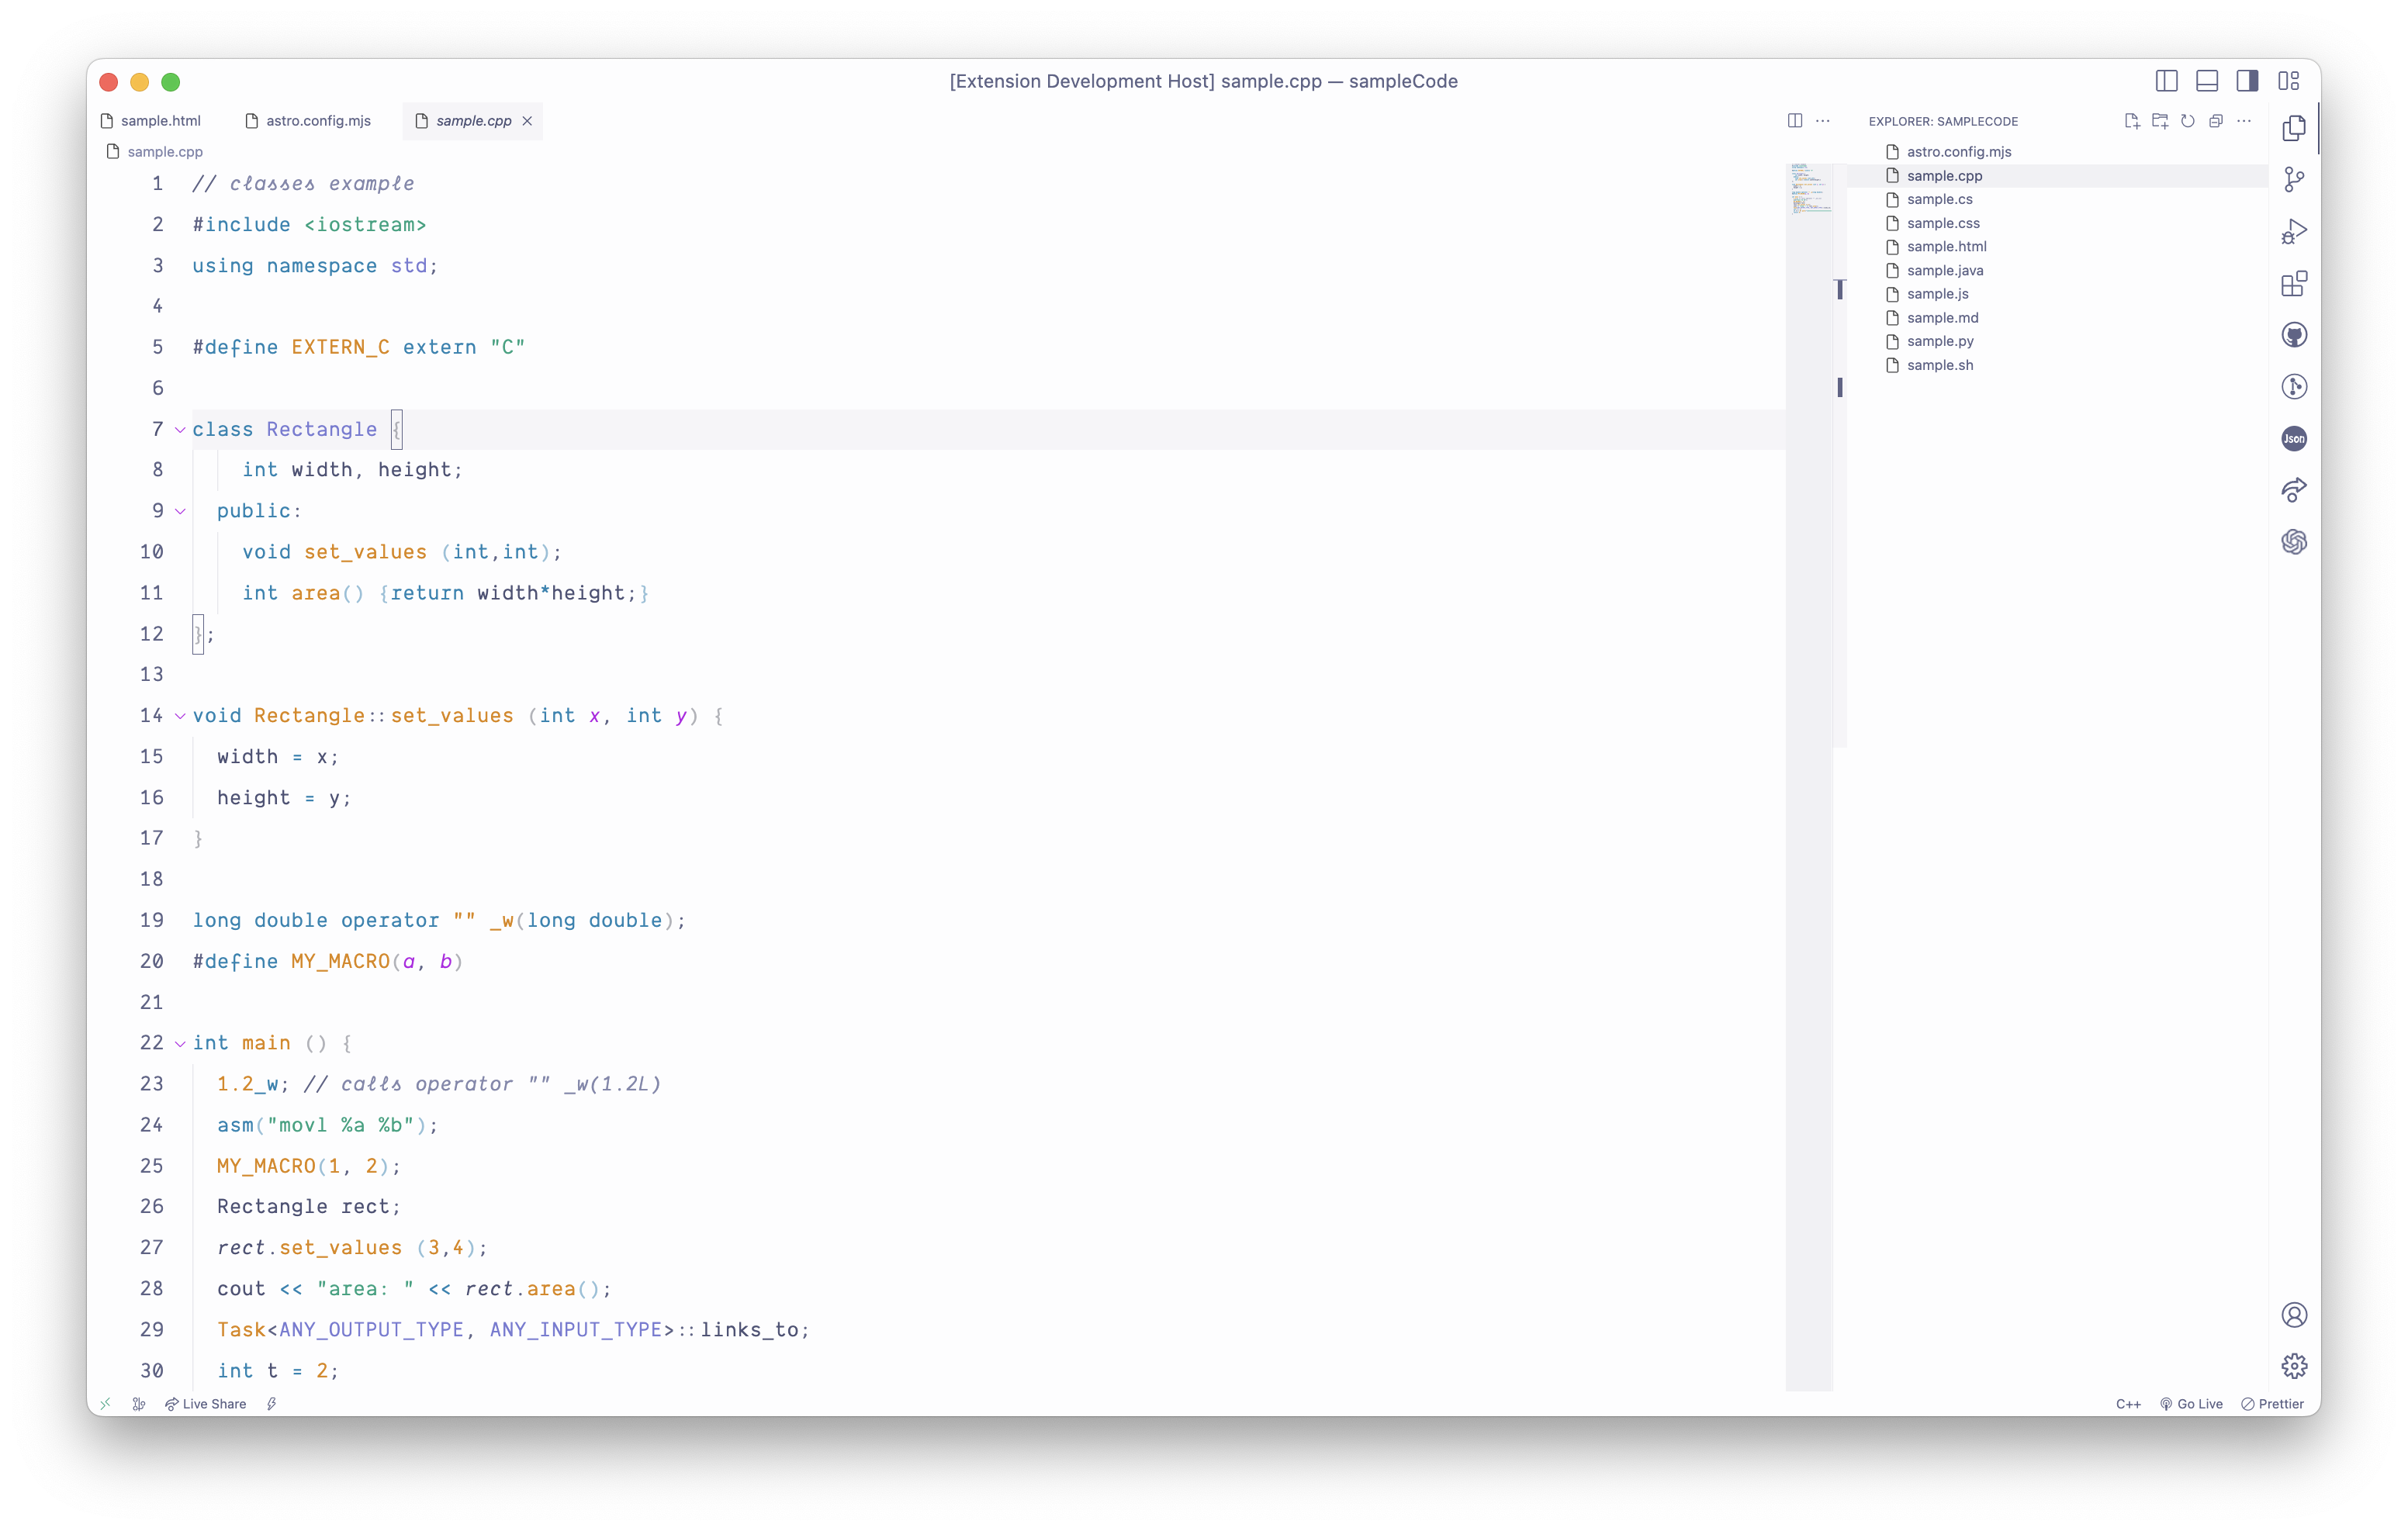 [Extension Development Host] sample.cpp — sampleCode
sample.html
astro.config.mjs
sample.cpp
sample.cpp
1 // classes example
2 #include <iostream>
3 using namespace std;
4
5 #define EXTERN_C extern "C"
6
7 class Rectangle {
8 int width, height;
9 public:
10 void set_values (int,int);
11 int area() {return width*height;}
12 };
13
14 void Rectangle::set_values (int x, int y) {
15 width = x;
16 height = y;
17 }
18
19 long double operator "" _w(long double);
20 #define MY_MACRO(a, b)
21
22 int main () {
23 1.2_w; // calls operator "" _w(1.2L)
24 asm("movl %a %b");
25 MY_MACRO(1, 2);
26 Rectangle rect;
27 rect.set_values (3,4);
28 cout << "area: " << rect.area();
29 Task<ANY_OUTPUT_TYPE, ANY_INPUT_TYPE>::links_to;
30 int t = 2;
EXPLORER: SAMPLECODE
astro.config.mjs
sample.cpp
sample.cs
sample.css
sample.html
sample.java
sample.js
sample.md
sample.py
sample.sh
Json
Live Share
C++
Go Live
Prettier